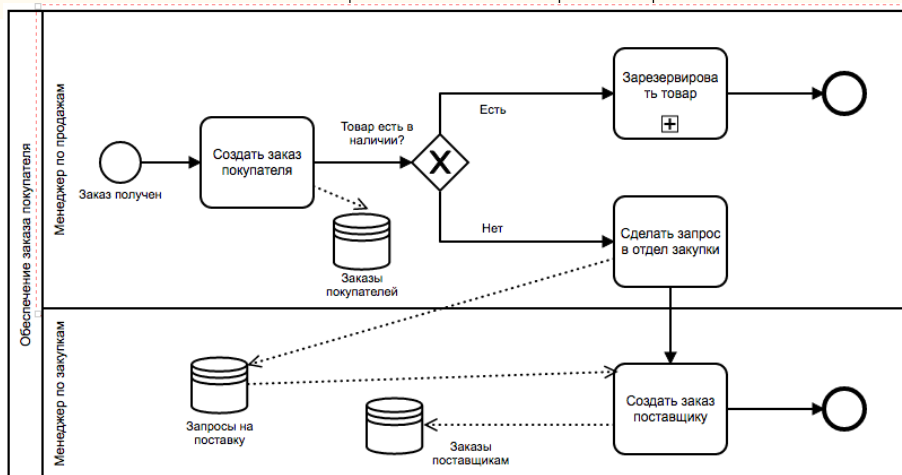 Обеспечение заказа покупателя
Менеджер по продажам
Заказ получен
Создать заказ
покупателя
Заказы
покупателей
Товар есть в
наличии?
Есть
Нет
Зарезервирова
ть товар
Сделать запрос
в отдел закупки
Менеджер по закупкам
Запросы на
поставку
Заказы
поставщикам
Создать заказ
поставщику